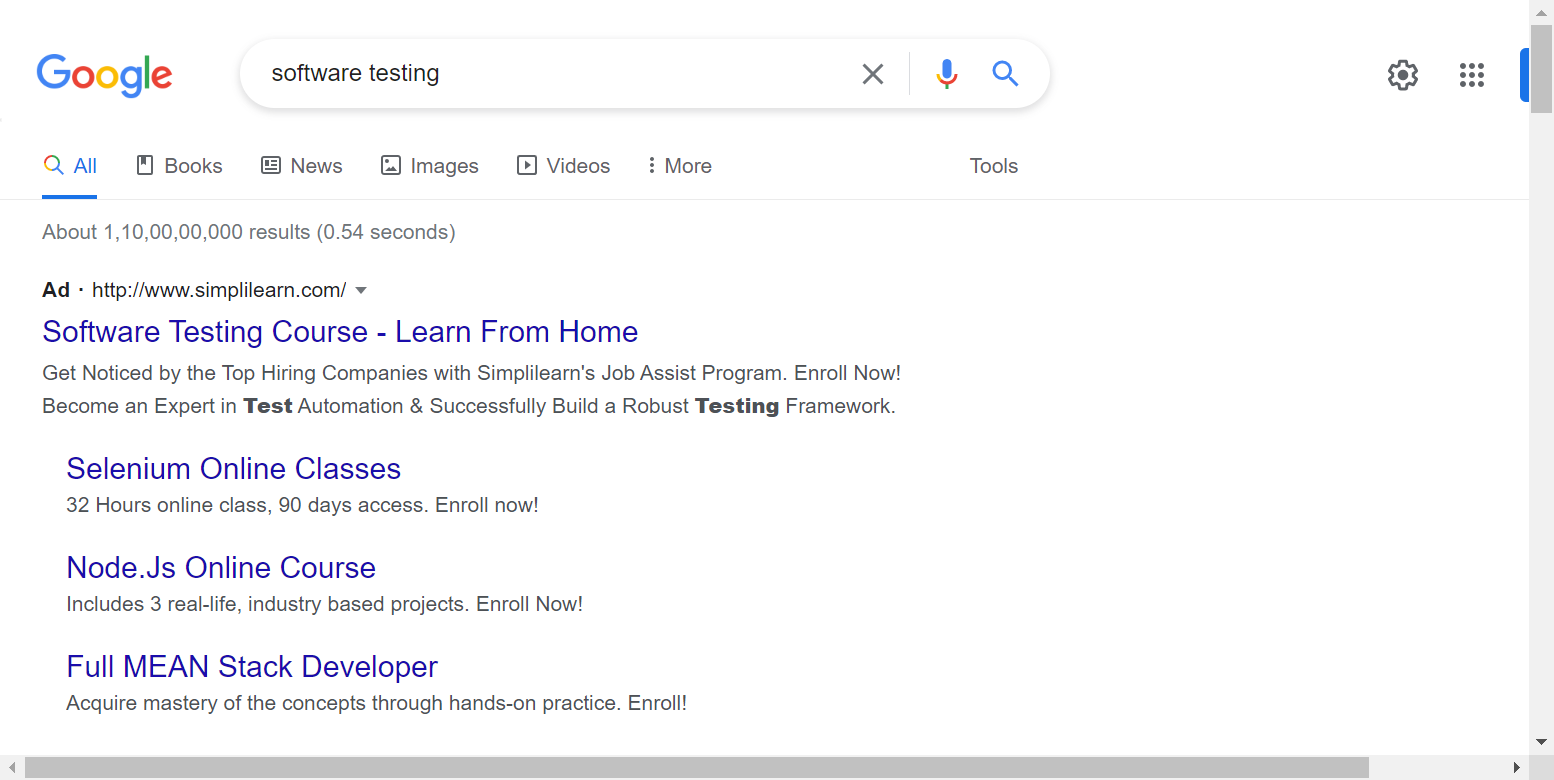 Google
software testing
All Books News Images Videos More Tools
About 1,10,00,00,000 results (0.54 seconds)
Ad · http://www.simplilearn.com/
Software Testing Course - Learn From Home
Get Noticed by the Top Hiring Companies with Simplilearn's Job Assist Program. Enroll Now!
Become an Expert in Test Automation & Successfully Build a Robust Testing Framework.
Selenium Online Classes
32 Hours online class, 90 days access. Enroll now!
Node.Js Online Course
Includes 3 real-life, industry based projects. Enroll Now!
Full MEAN Stack Developer
Acquire mastery of the concepts through hands-on practice. Enroll!